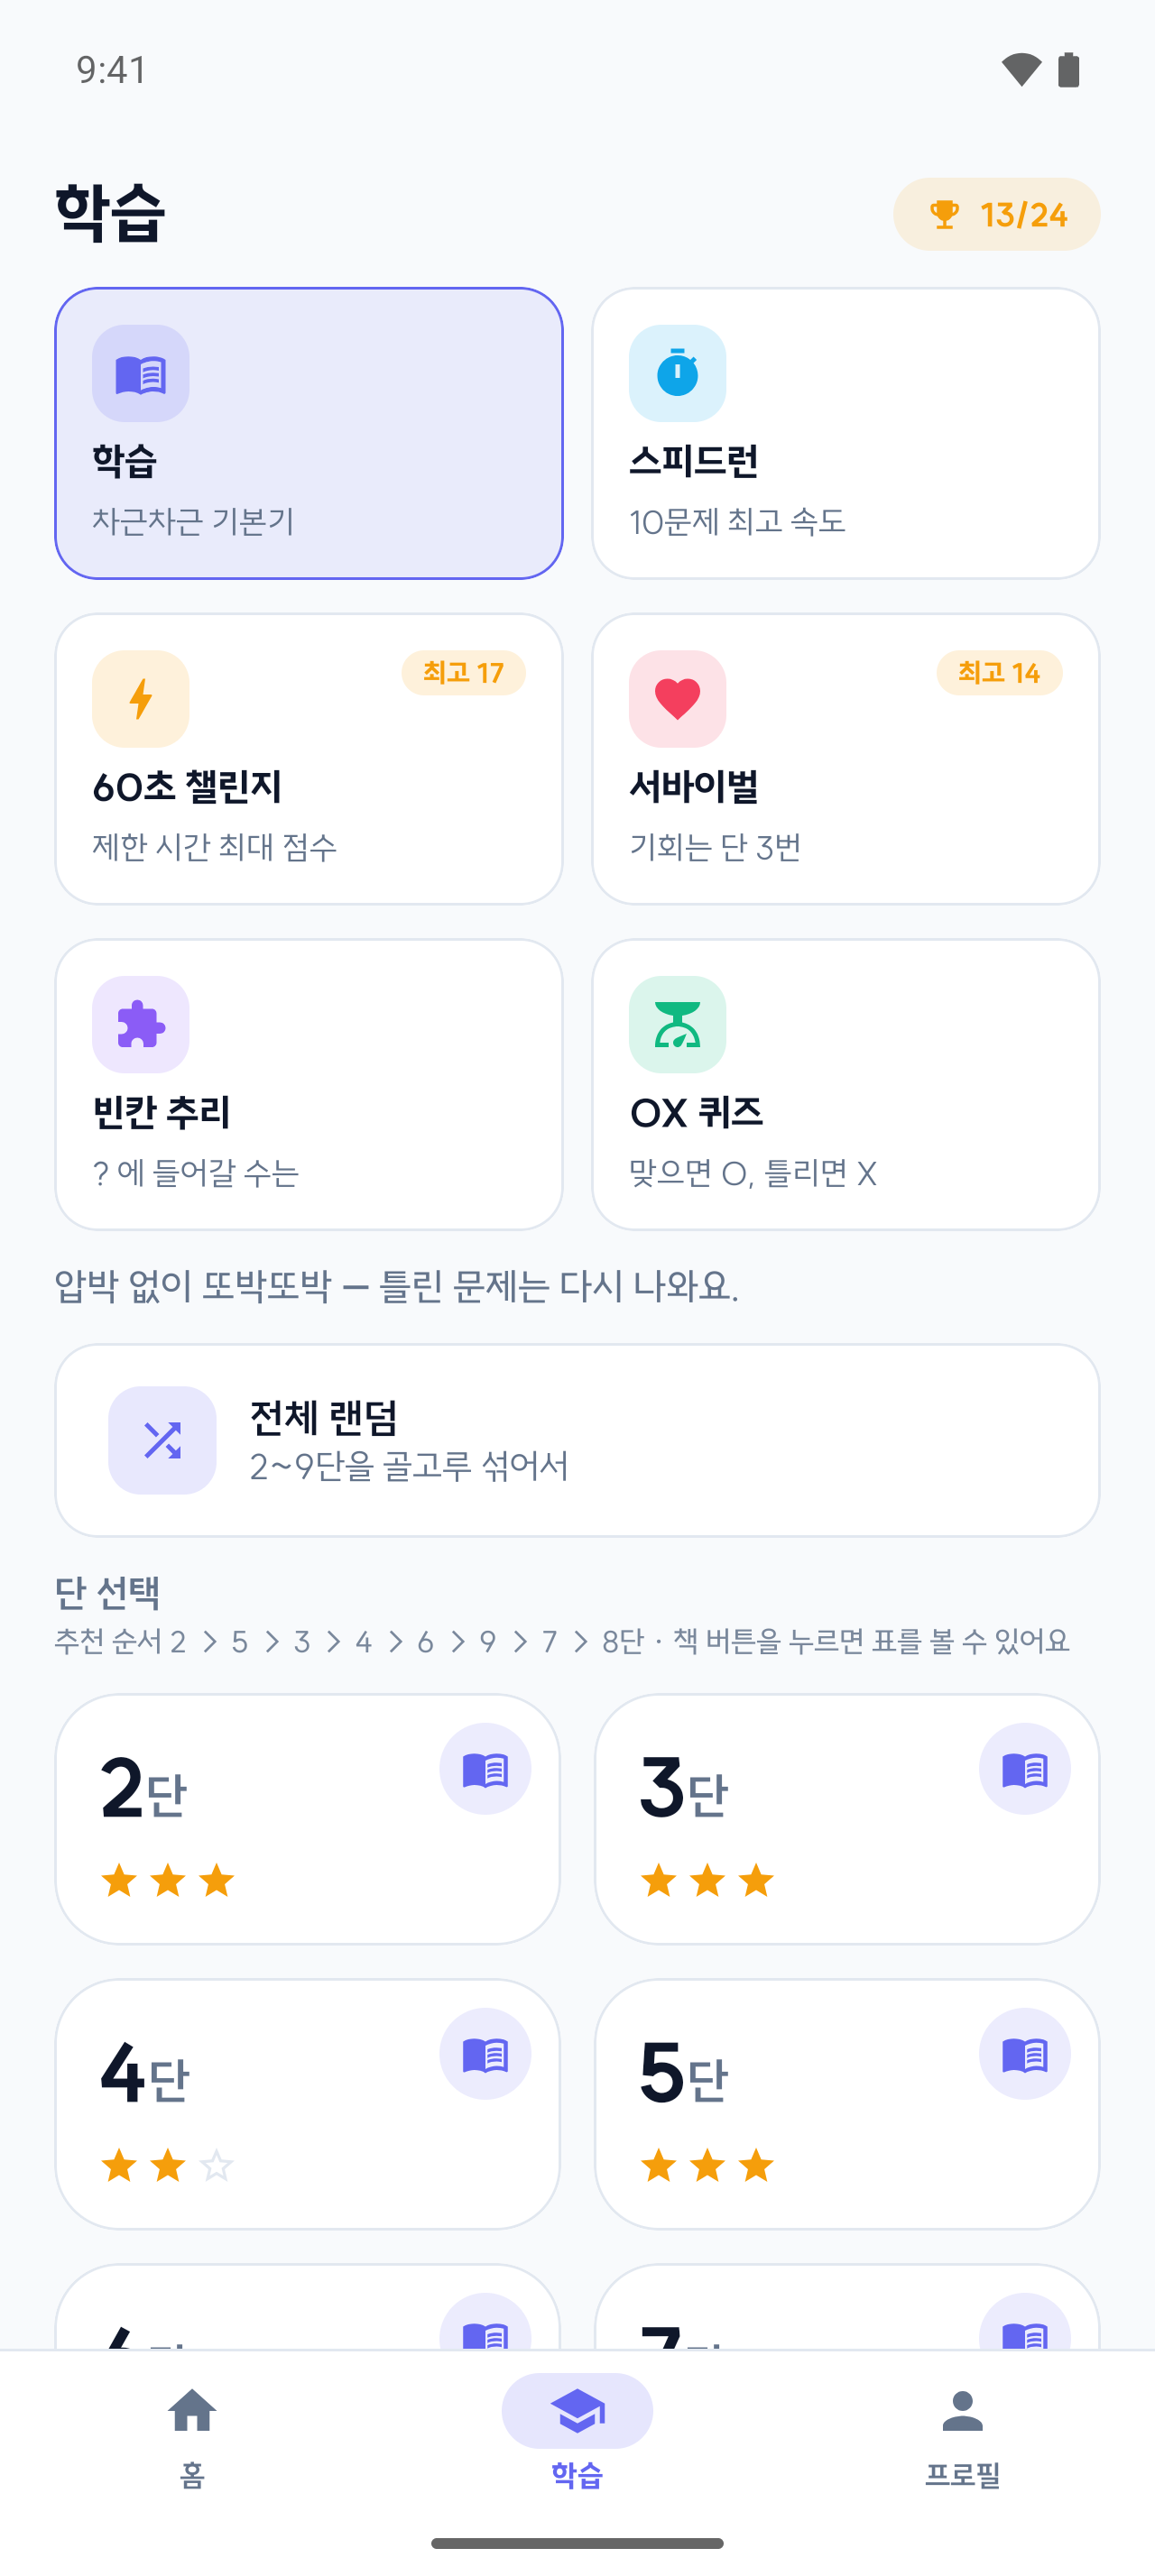 9:41
학습
13/24
학습
차근차근 기본기
스피드런
10문제 최고 속도
최고 17
60초 챌린지
제한 시간 최대 점수
최고 14
서바이벌
기회는 단 3번
빈칸 추리
? 에 들어갈 수는
OX 퀴즈
맞으면 O, 틀리면 X
압박 없이 또박또박 — 틀린 문제는 다시 나와요.
전체 랜덤
2~9단을 골고루 섞어서
단 선택
추천 순서 2 > 5 > 3 > 4 > 6 > 9 > 7 > 8단 · 책 버튼을 누르면 표를 볼 수 있어요
2단
3단
4단
5단
홈
학습
프로필